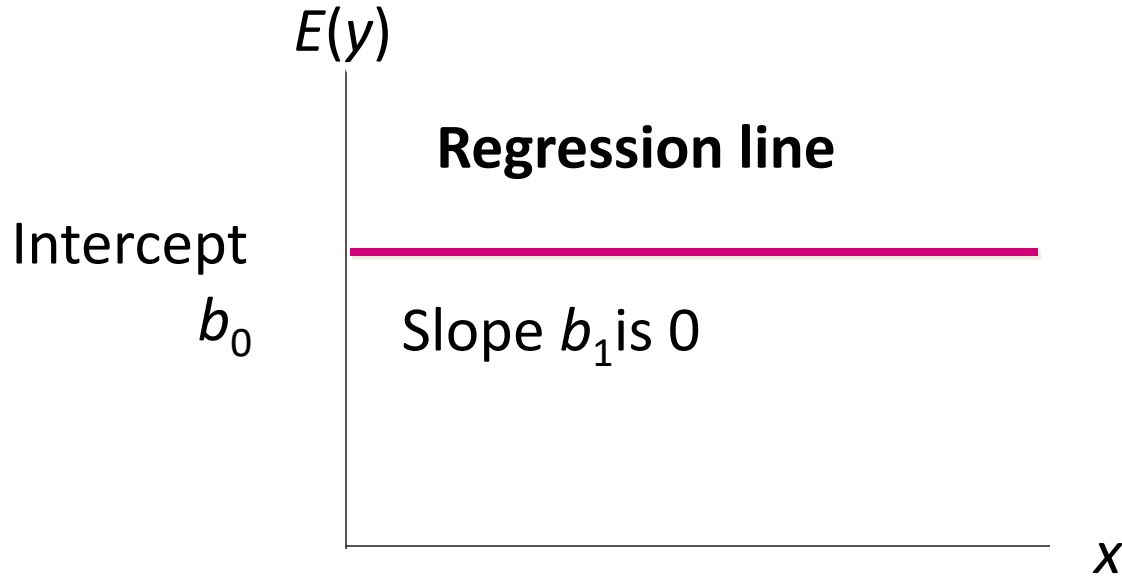 E(y)
Regression line
Intercept
b₀
Slope b₁is 0
x